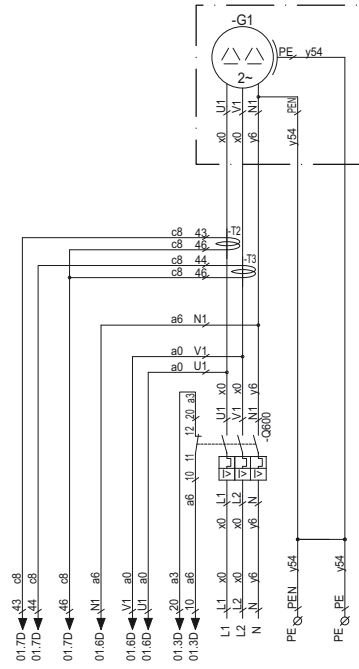 -G1
2~
PE y54
U1 V1 N1 PEN
x0 x0 y6 y54
c8 43 -T2
c8 46
c8 44 -T3
c8 46
a6 N1
a0 V1
a0 U1
a3 x0 x0 y6
20 U1 V1 N1
12 -Q600
11
I> I> I>
10
a6 L1 L2 N
x0 x0 y6
c8 c8 c8 a6 a0 a0 a3 a6 x0 x0 y6 y54 y54
43 44 46 N1 V1 U1 20 10 L1 L2 N PEN PE
01.7D 01.7D 01.7D 01.6D 01.6D 01.6D 01.3D 01.3D L1 L2 N PE PE